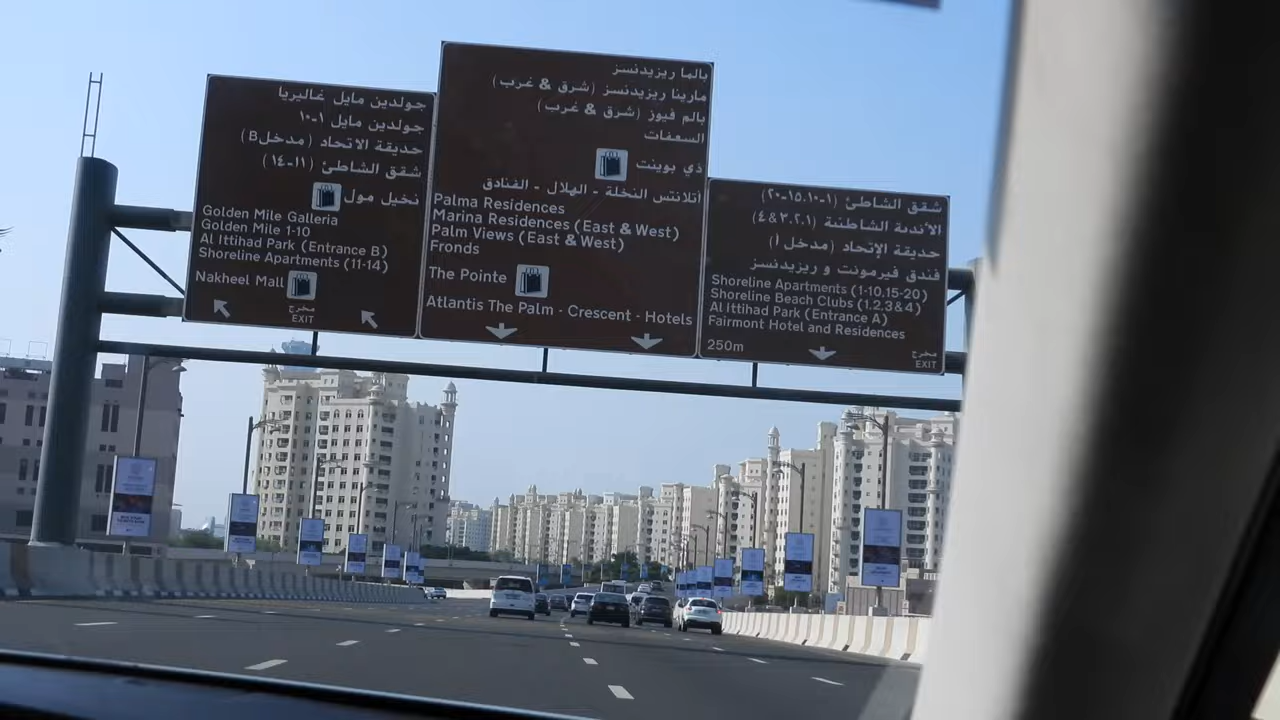 جولدين مايل غاليريا
جولدين مايل ١-١٠
حديقة الاتحاد (مدخل B)
شقق الشاطئ (١١-١٤)
نخيل مول
Golden Mile Galleria
Golden Mile 1-10
Al Ittihad Park (Entrance B)
Shoreline Apartments (11-14)
Nakheel Mall
مخرج
EXIT
بالما ريزيدنسز
مارينا ريزيدنسز (شرق & غرب)
بالم فيوز (شرق & غرب)
السعفات
ذي بوينت
أتلانتس النخلة - الهلال - الفنادق
Palma Residences
Marina Residences (East & West)
Palm Views (East & West)
Fronds
The Pointe
Atlantis The Palm - Crescent - Hotels
شقق الشاطئ (١-١٠،١٥-٢٠)
الأندية الشاطئية (١،٢،٣ & ٤)
حديقة الإتحاد (مدخل أ)
فندق فيرمونت و ريزيدنسز
Shoreline Apartments (1-10,15-20)
Shoreline Beach Clubs (1,2,3 & 4)
Al Ittihad Park (Entrance A)
Fairmont Hotel and Residences
250m
مخرج
EXIT